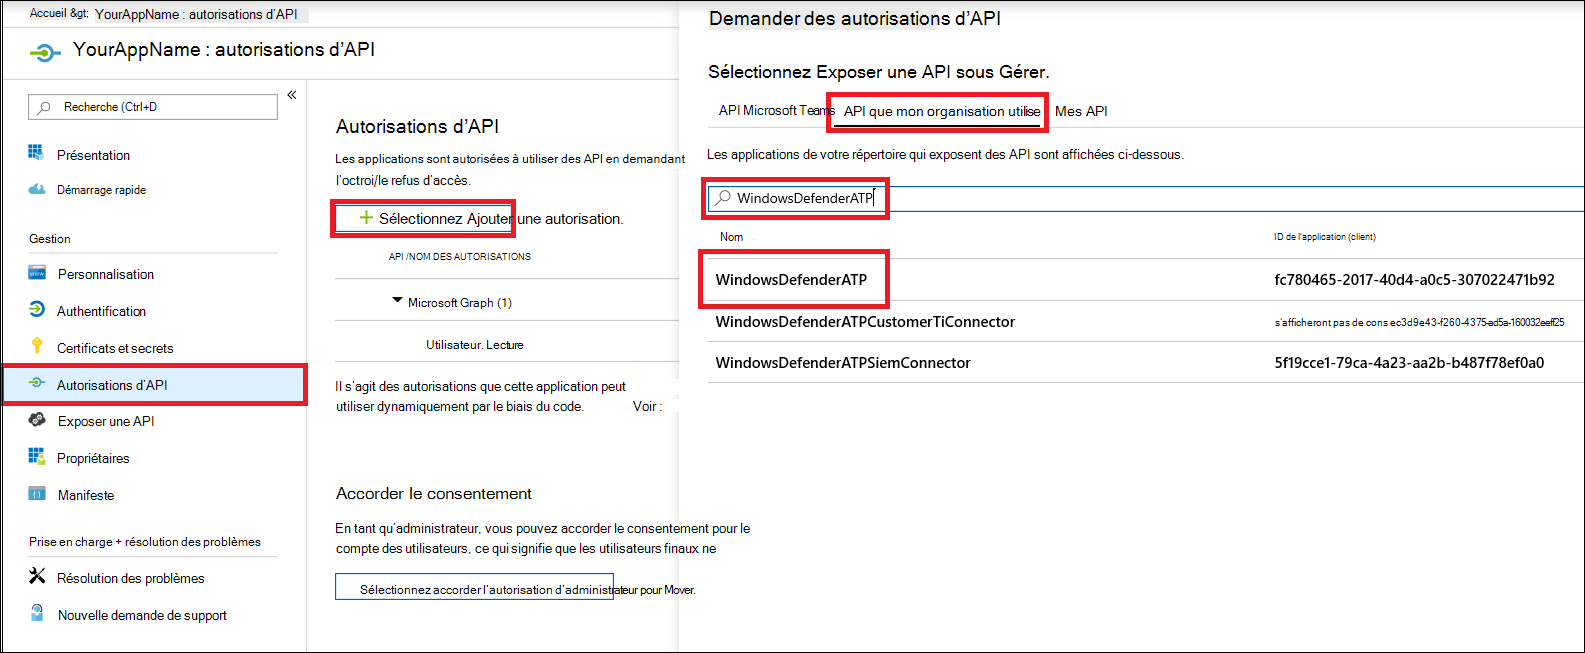 Accueil &gt; YourAppName : autorisations d'API
YourAppName : autorisations d'API
Recherche (Ctrl+D
«
Présentation
Démarrage rapide
Gestion
Personnalisation
Authentification
Certificats et secrets
Autorisations d'API
Exposer une API
Propriétaires
Manifeste
Prise en charge + résolution des problèmes
Résolution des problèmes
Nouvelle demande de support
Autorisations d'API
Les applications sont autorisées à utiliser des API en demandant
l'octroi/le refus d'accès.
+ Sélectionnez Ajouter une autorisation.
API /NOM DES AUTORISATIONS
Microsoft Graph (1)
Utilisateur. Lecture
Il s'agit des autorisations que cette application peut
utiliser dynamiquement par le biais du code. Voir :
Accorder le consentement
En tant qu'administrateur, vous pouvez accorder le consentement pour le
compte des utilisateurs, ce qui signifie que les utilisateurs finaux ne
Sélectionnez accorder l'autorisation d'administrateur pour Mover.
Demander des autorisations d'API
Sélectionnez Exposer une API sous Gérer.
API Microsoft Teams API que mon organisation utilise Mes API
Les applications de votre répertoire qui exposent des API sont affichées ci-dessous.
WindowsDefenderATP
Nom ID de l'application (client)
WindowsDefenderATP fc780465-2017-40d4-a0c5-307022471b92
WindowsDefenderATPCustomerTiConnector s'afficheront pas de cons ec3d9e43-f260-4375-ad5a-160032eeff25
WindowsDefenderATPSiemConnector 5f19cce1-79ca-4a23-aa2b-b487f78ef0a0